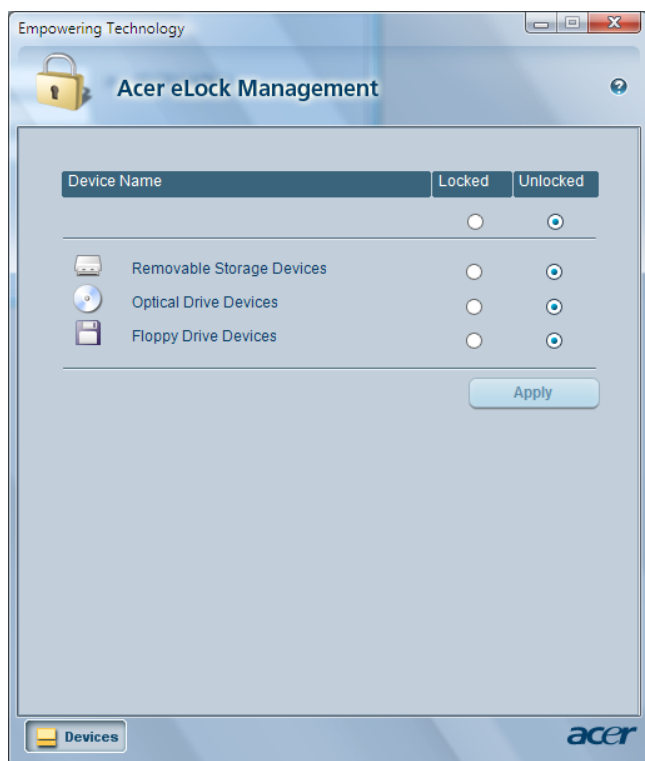 Empowering Technology
Acer eLock Management
Device Name Locked Unlocked
Removable Storage Devices
Optical Drive Devices
Floppy Drive Devices
Apply
Devices
acer